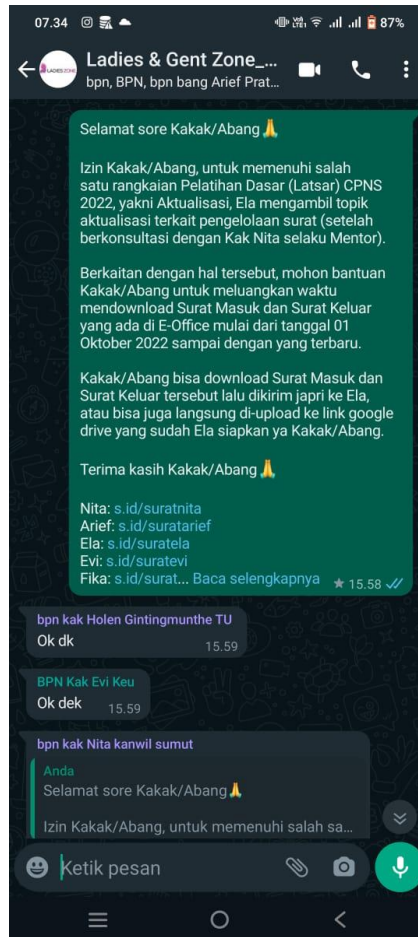 07.34
87%
LADIES ZONE
Ladies & Gent Zone_...
bpn, BPN, bpn bang Arief Prat...
Selamat sore Kakak/Abang🙏
Izin Kakak/Abang, untuk memenuhi salah
satu rangkaian Pelatihan Dasar (Latsar) CPNS
2022, yakni Aktualisasi, Ela mengambil topik
aktualisasi terkait pengelolaan surat (setelah
berkonsultasi dengan Kak Nita selaku Mentor).
Berkaitan dengan hal tersebut, mohon bantuan
Kakak/Abang untuk meluangkan waktu
mendownload Surat Masuk dan Surat Keluar
yang ada di E-Office mulai dari tanggal 01
Oktober 2022 sampai dengan yang terbaru.
Kakak/Abang bisa download Surat Masuk dan
Surat Keluar tersebut lalu dikirim japri ke Ela,
atau bisa juga langsung di-upload ke link google
drive yang sudah Ela siapkan ya Kakak/Abang.
Terima kasih Kakak/Abang🙏
Nita: s.id/suratnita
Arief: s.id/suratarief
Ela: s.id/suratela
Evi: s.id/suratevi
Fika: s.id/surat... Baca selengkapnya
15.58
bpn kak Holen Gintingmunthe TU
Ok dk
15.59
BPN Kak Evi Keu
Ok dek
15.59
bpn kak Nita kanwil sumut
Anda
Selamat sore Kakak/Abang🙏
Izin Kakak/Abang, untuk memenuhi salah sa...
Ketik pesan